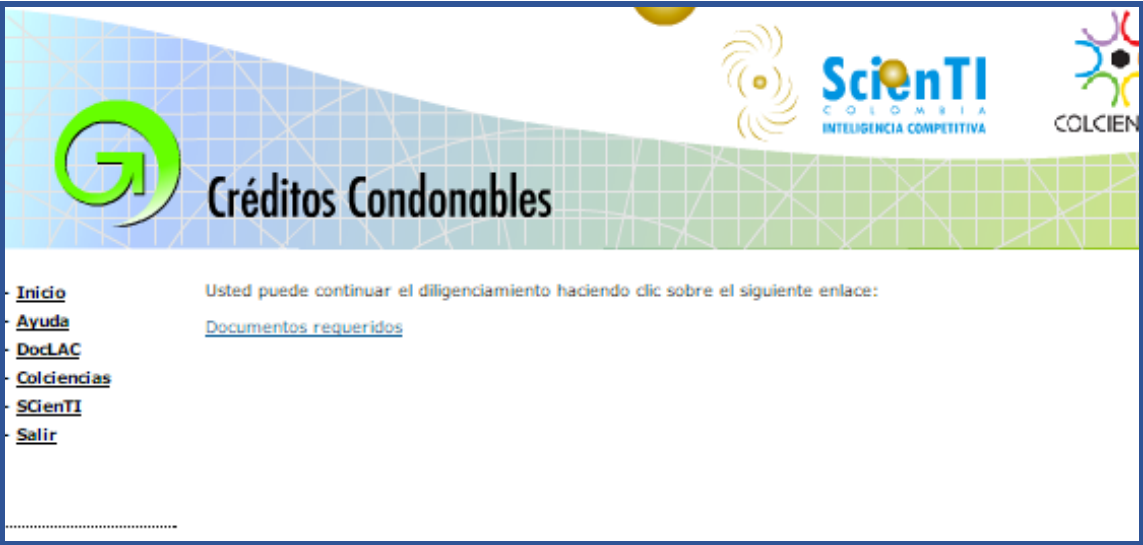 ScienTI
COLOMBIA
INTELIGENCIA COMPETITIVA
COLCIEN
Créditos Condonables
Inicio
Ayuda
DocLAC
Colciencias
SCienTI
Salir
Usted puede continuar el diligenciamiento haciendo clic sobre el siguiente enlace:
Documentos requeridos